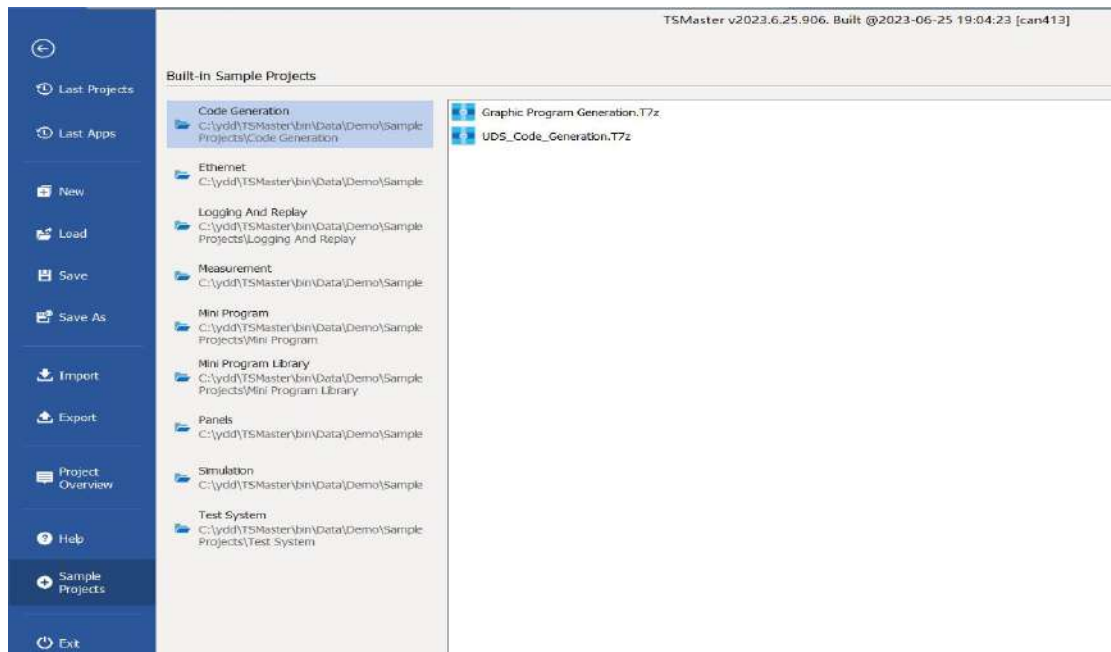 TSMaster v2023.6.25.906. Built @2023-06-25 19:04:23 [can413]
Last Projects
Last Apps
New
Load
Save
Save As
Import
Export
Project
Overview
Help
Sample
Projects
Exit
Built-in Sample Projects
Code Generation
C:\ydd\TSMaster\bin\Data\Demo\Sample
Projects\Code Generation
Ethernet
C:\ydd\TSMaster\bin\Data\Demo\Sample
Logging And Replay
C:\ydd\TSMaster\bin\Data\Demo\Sample
Projects\Logging And Replay
Measurement
C:\ydd\TSMaster\bin\Data\Demo\Sample
Mini Program
C:\ydd\TSMaster\bin\Data\Demo\Sample
Projects\Mini Program
Mini Program Library
C:\ydd\TSMaster\bin\Data\Demo\Sample
Projects\Mini Program Library
Panels
C:\ydd\TSMaster\bin\Data\Demo\Sample
Simulation
C:\ydd\TSMaster\bin\Data\Demo\Sample
Test System
C:\ydd\TSMaster\bin\Data\Demo\Sample
Projects\Test System
Graphic Program Generation.T7z
UDS_Code_Generation.T7z